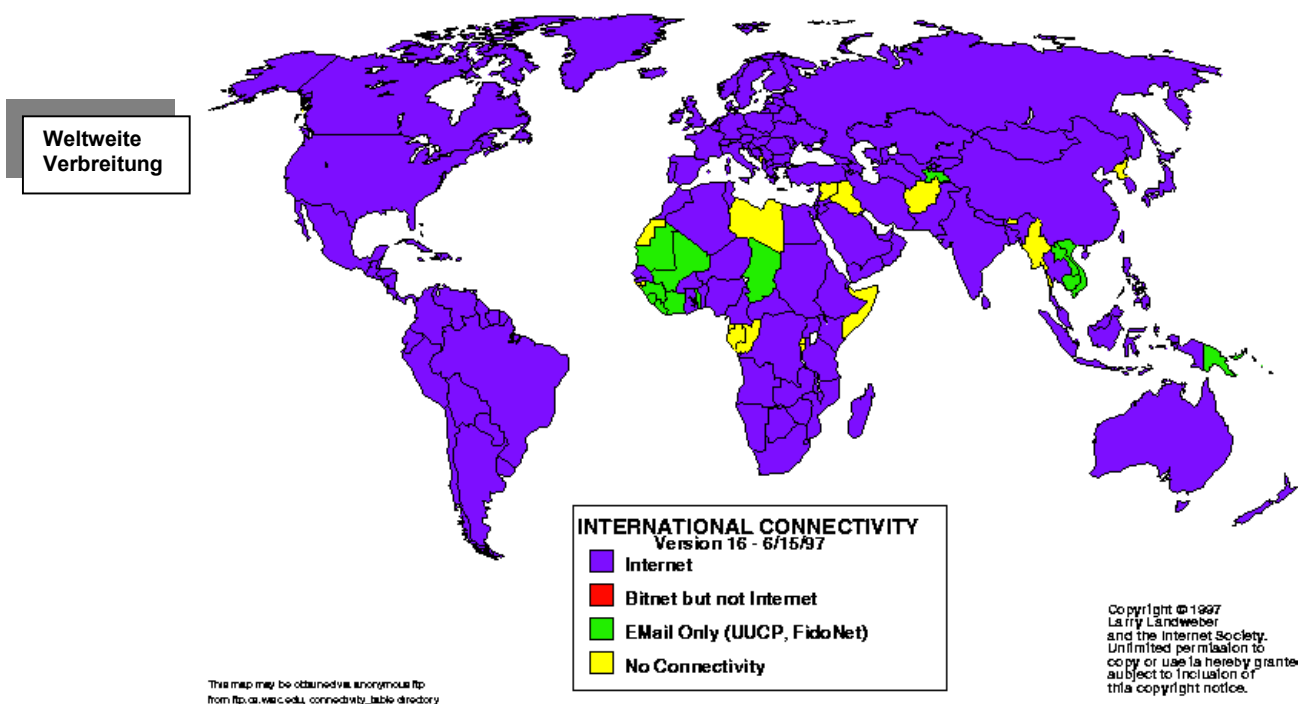 Weltweite
Verbreitung
INTERNATIONAL CONNECTIVITY
Version 16 - 6/15/97
Internet
Bitnet but not Internet
EMail Only (UUCP, FidoNet)
No Connectivity
Copyright © 1997
Larry Landweber
and the Internet Society.
Unlimited permission to
copy or use is hereby grante
subject to inclusion of
this copyright notice.
This map may be obtained via anonymous ftp
from ftp.cs.wisc.edu, connectivity_table directory